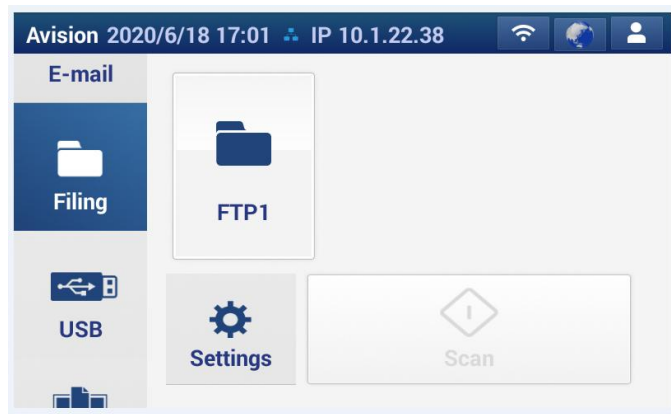 Avision 2020/6/18 17:01 IP 10.1.22.38
E-mail
Filing
FTP1
USB
Settings
Scan